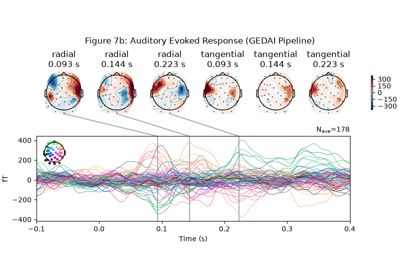 Figure 7b: Auditory Evoked Response (GEDAI Pipeline)
radial radial radial tangential tangential tangential
0.093 s 0.144 s 0.223 s 0.093 s 0.144 s 0.223 s
300
150
0
−150
−300
Nave=178
400
200
0
−200
−400
fT
−0.1 0.0 0.1 0.2 0.3 0.4
Time (s)